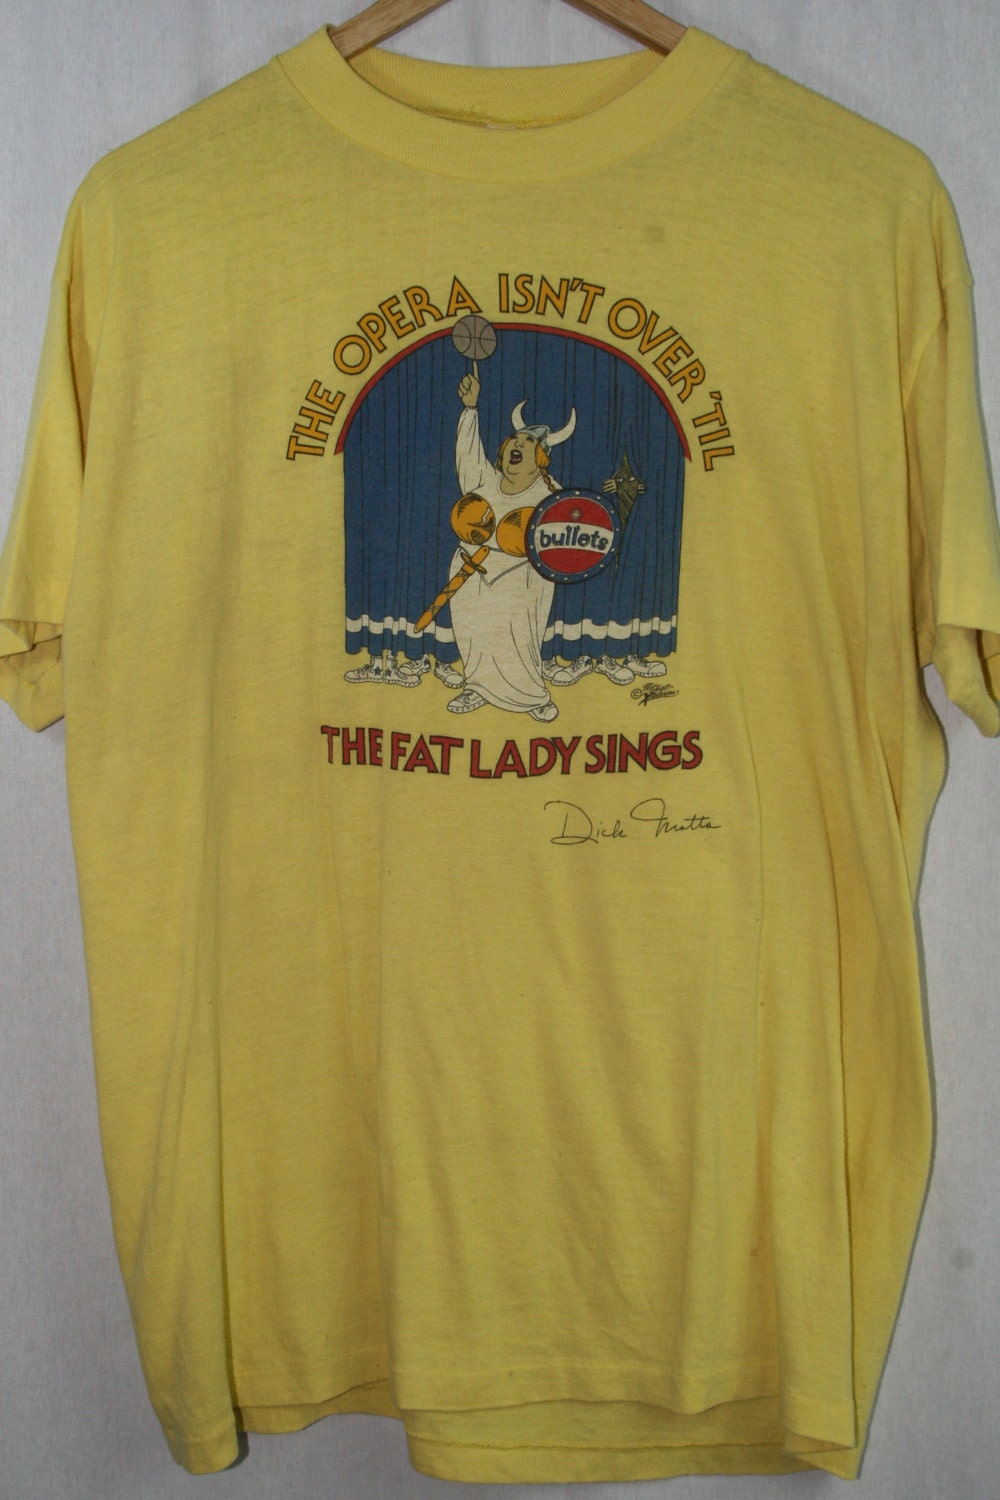 THE OPERA ISN'T OVER 'TIL
bullets
©
THE FAT LADY SINGS
Dick Motta